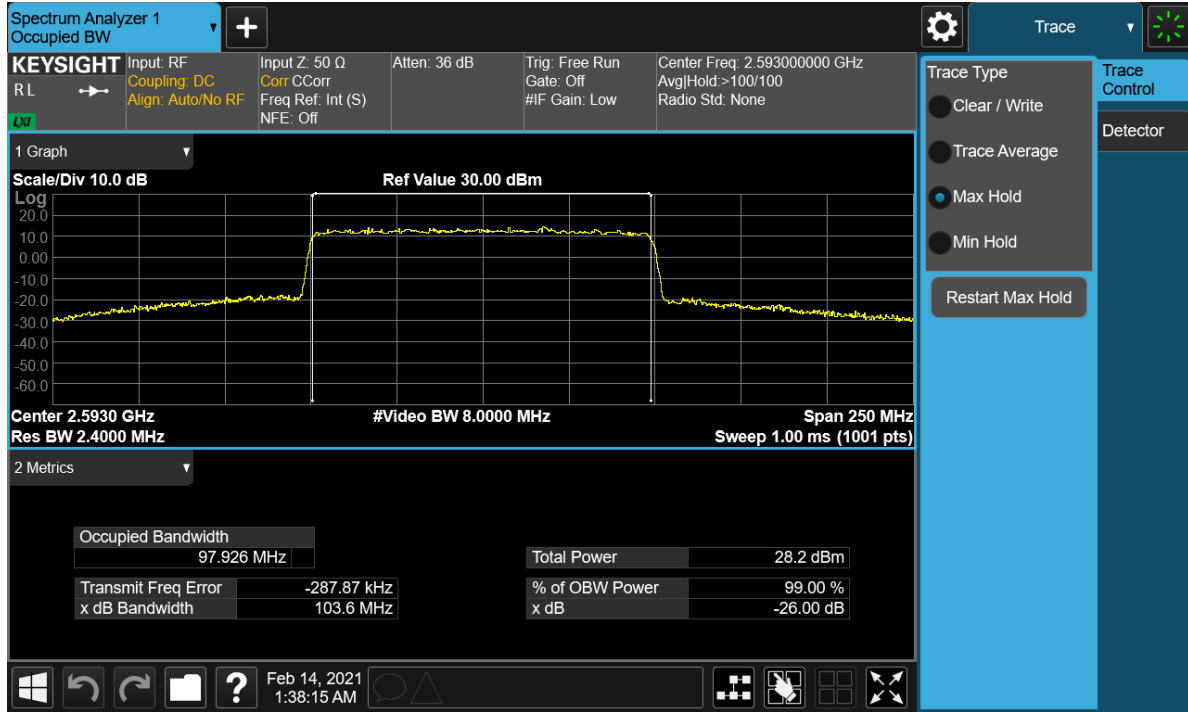 Spectrum Analyzer 1
Occupied BW
Trace
KEYSIGHT
R L
LXI
Input: RF
Coupling: DC
Align: Auto/No RF
Input Z: 50 Ω
Corr CCorr
Freq Ref: Int (S)
NFE: Off
Atten: 36 dB
Trig: Free Run
Gate: Off
#IF Gain: Low
Center Freq: 2.593000000 GHz
Avg|Hold:>100/100
Radio Std: None
1 Graph
Scale/Div 10.0 dB
Ref Value 30.00 dBm
Log
20.0
10.0
0.00
-10.0
-20.0
-30.0
-40.0
-50.0
-60.0
Center 2.5930 GHz
#Video BW 8.0000 MHz
Span 250 MHz
Res BW 2.4000 MHz
Sweep 1.00 ms (1001 pts)
2 Metrics
Occupied Bandwidth
97.926 MHz
Transmit Freq Error -287.87 kHz
x dB Bandwidth 103.6 MHz
Total Power 28.2 dBm
% of OBW Power 99.00 %
x dB -26.00 dB
Feb 14, 2021
1:38:15 AM
Trace Type
Clear / Write
Trace Average
Max Hold
Min Hold
Restart Max Hold
Trace
Control
Detector